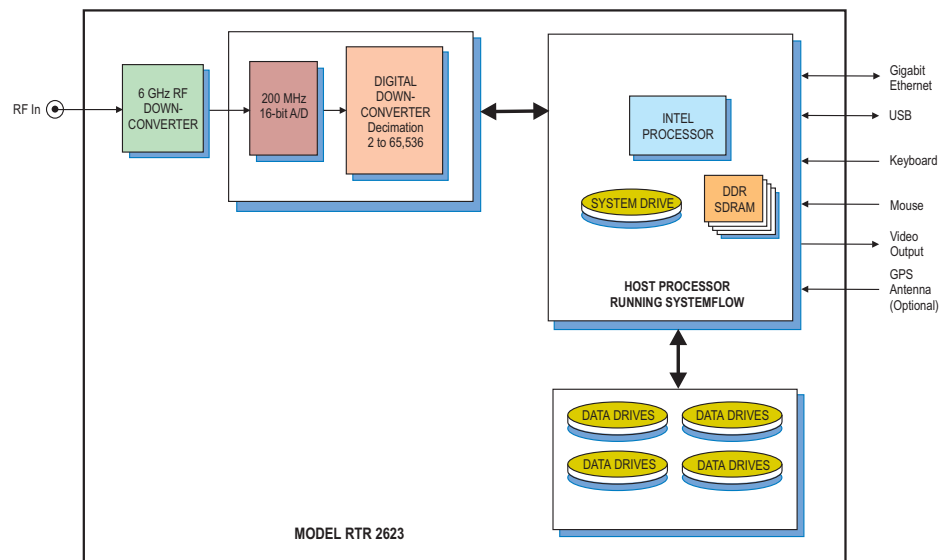 RF In
6 GHz RF
DOWN-
CONVERTER
200 MHz
16-bit A/D
DIGITAL
DOWN-
CONVERTER
Decimation
2 to 65,536
INTEL
PROCESSOR
SYSTEM DRIVE
DDR
SDRAM
HOST PROCESSOR
RUNNING SYSTEMFLOW
Gigabit
Ethernet
USB
Keyboard
Mouse
Video
Output
GPS
Antenna
(Optional)
DATA DRIVES
DATA DRIVES
DATA DRIVES
DATA DRIVES
MODEL RTR 2623